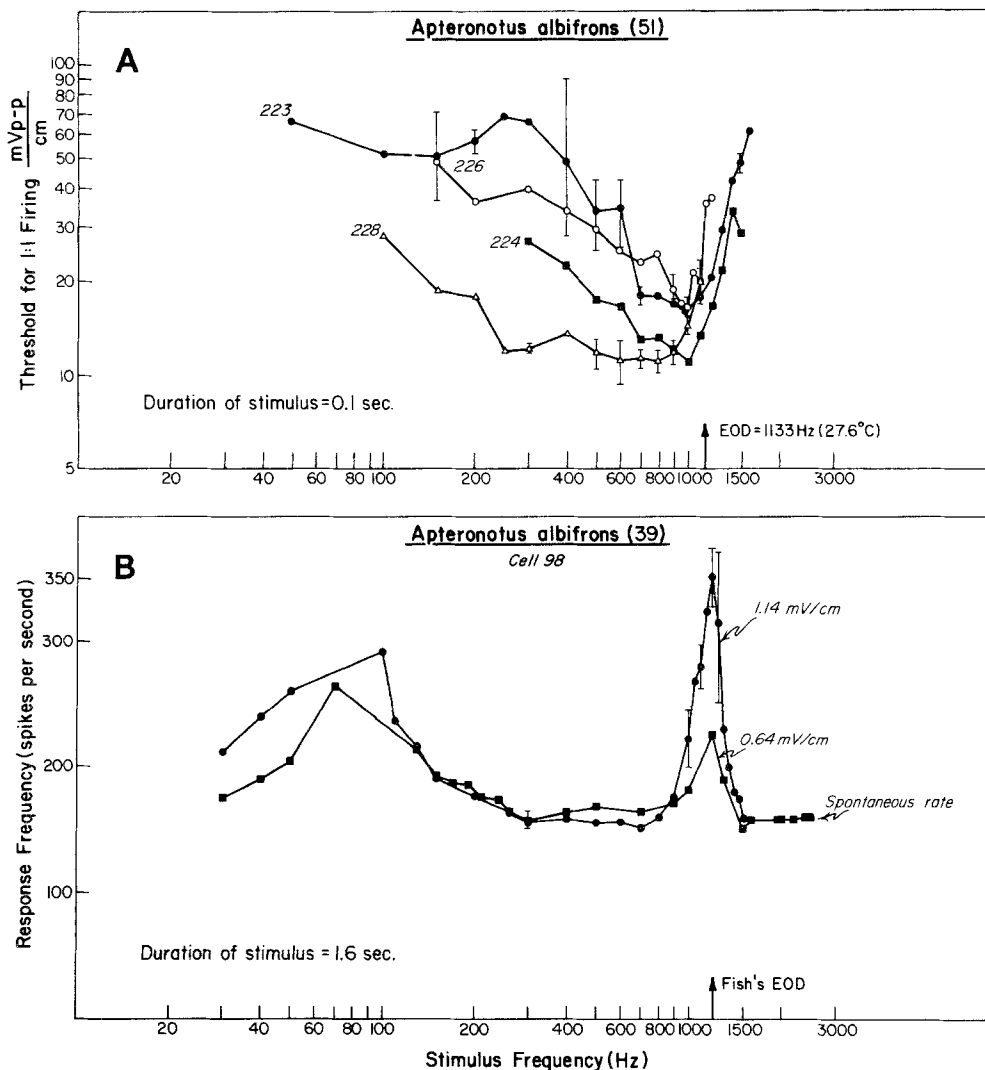 Apteronotus albifrons (51)
A
Threshold for 1:1 Firing mVp-p
cm
100
90
80
70
60
50
40
30
20
10
5
223
226
228
224
Duration of stimulus=0.1 sec.
EOD=1133Hz (27.6°C)
20 40 60 80 100 200 400 600 800 1000 1500 3000
Apteronotus albifrons (39)
Cell 98
B
Response Frequency (spikes per second)
350
300
200
100
1.14 mV/cm
0.64 mV/cm
Spontaneous rate
Duration of stimulus = 1.6 sec.
Fish's EOD
20 40 60 80 100 200 400 600 800 1000 1500 3000
Stimulus Frequency (Hz)